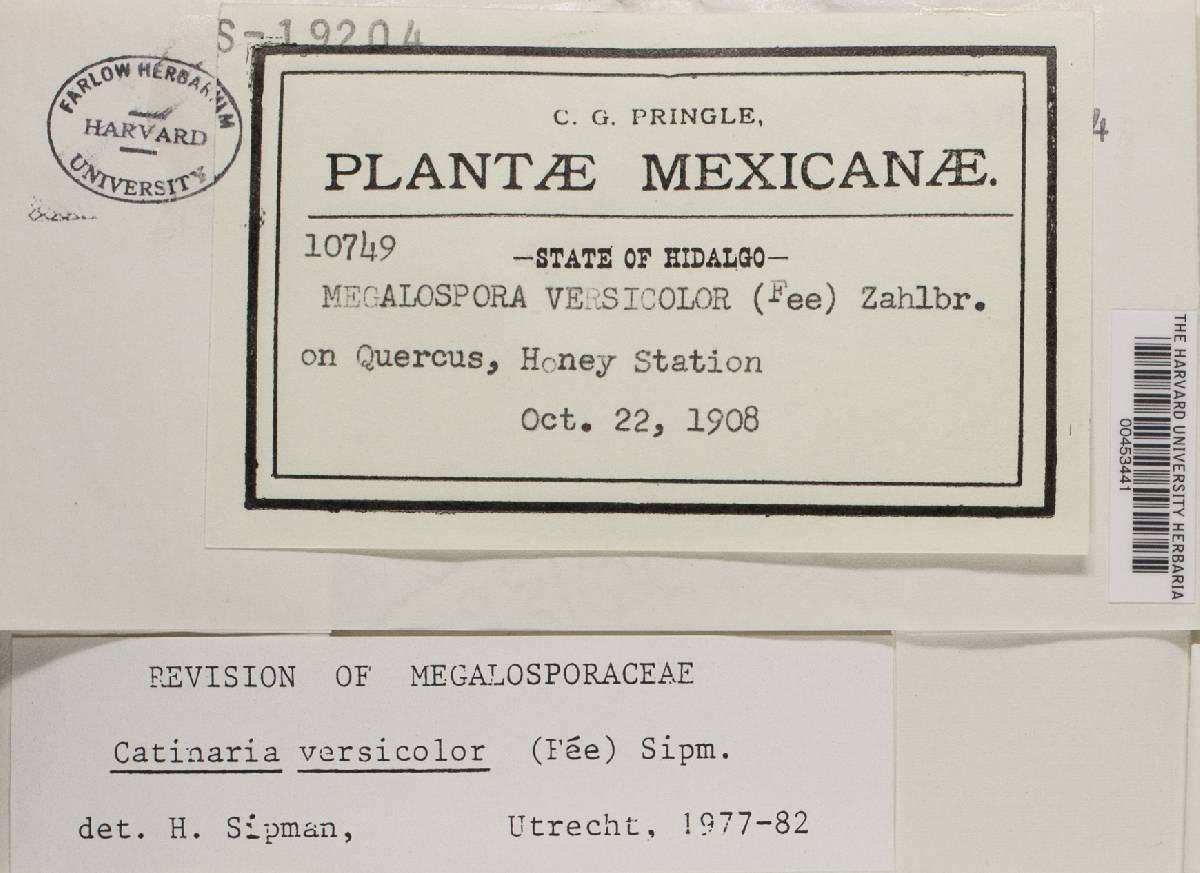 S-19204
FARLOW HERBARIUM
HARVARD
UNIVERSITY
C. G. PRINGLE,
PLANTÆ MEXICANÆ.
10749
—STATE OF HIDALGO—
MEGALOSPORA VERSICOLOR (Fee) Zahlbr.
on Quercus, Honey Station
Oct. 22, 1908
4
THE HARVARD UNIVERSITY HERBARIA
00453441
REVISION OF MEGALOSPORACEAE
Catinaria versicolor (Fée) Sipm.
det. H. Sipman, Utrecht, 1977-82